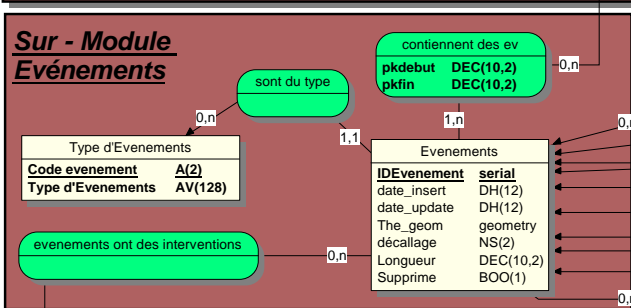 Sur - Module
Evénements
contiennent des ev
pkdebut DEC(10,2)
pkfin DEC(10,2)
0,n
sont du type
0,n
1,1
1,n
0,n
Type d'Evenements
Code evenement A(2)
Type d'Evenements AV(128)
Evenements
IDEvenement serial
date_insert DH(12)
date_update DH(12)
The_geom geometry
décallage NS(2)
Longueur DEC(10,2)
Supprime BOO(1)
evenements ont des interventions
0,n